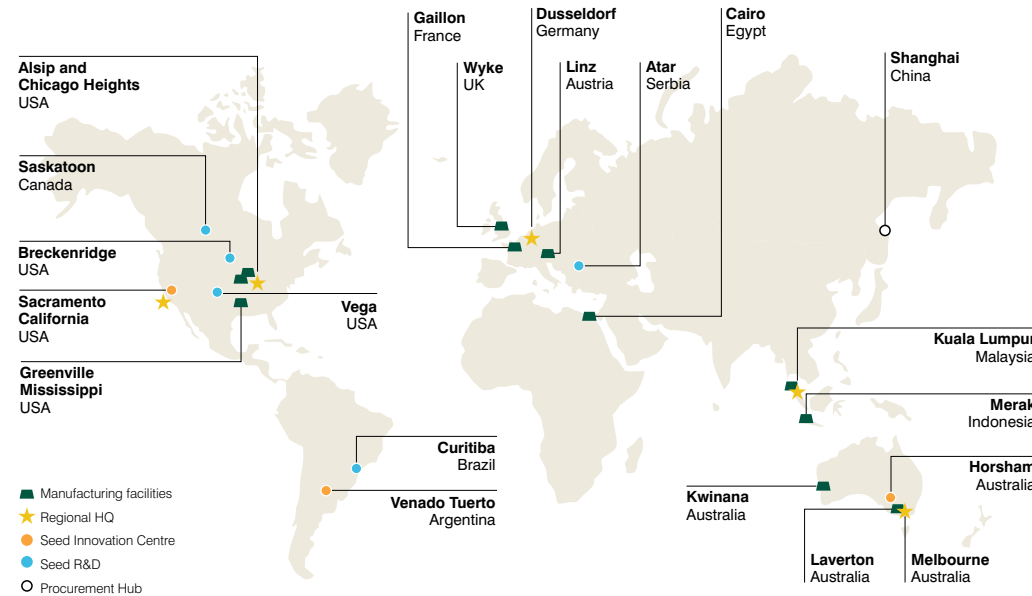 Gaillon
France
Dusseldorf
Germany
Cairo
Egypt
Alsip and
Chicago Heights
USA
Wyke
UK
Linz
Austria
Atar
Serbia
Shanghai
China
Saskatoon
Canada
Breckenridge
USA
Sacramento
California
USA
Vega
USA
Greenville
Mississippi
USA
Kuala Lumpur
Malaysia
Merak
Indonesia
Curitiba
Brazil
Venado Tuerto
Argentina
Horsham
Australia
Kwinana
Australia
Laverton
Australia
Melbourne
Australia
Manufacturing facilities
Regional HQ
Seed Innovation Centre
Seed R&D
Procurement Hub